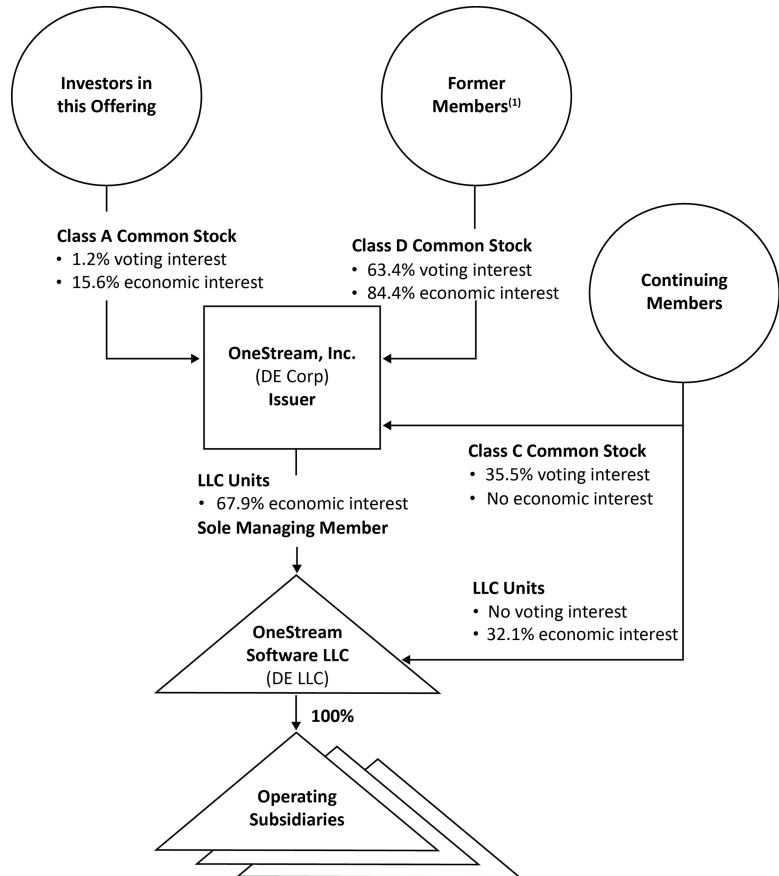 Investors in
this Offering
Former
Members(1)
Continuing
Members
Class A Common Stock
• 1.2% voting interest
• 15.6% economic interest
Class D Common Stock
• 63.4% voting interest
• 84.4% economic interest
OneStream, Inc.
(DE Corp)
Issuer
Class C Common Stock
• 35.5% voting interest
• No economic interest
LLC Units
• 67.9% economic interest
Sole Managing Member
LLC Units
• No voting interest
• 32.1% economic interest
OneStream
Software LLC
(DE LLC)
100%
Operating
Subsidiaries